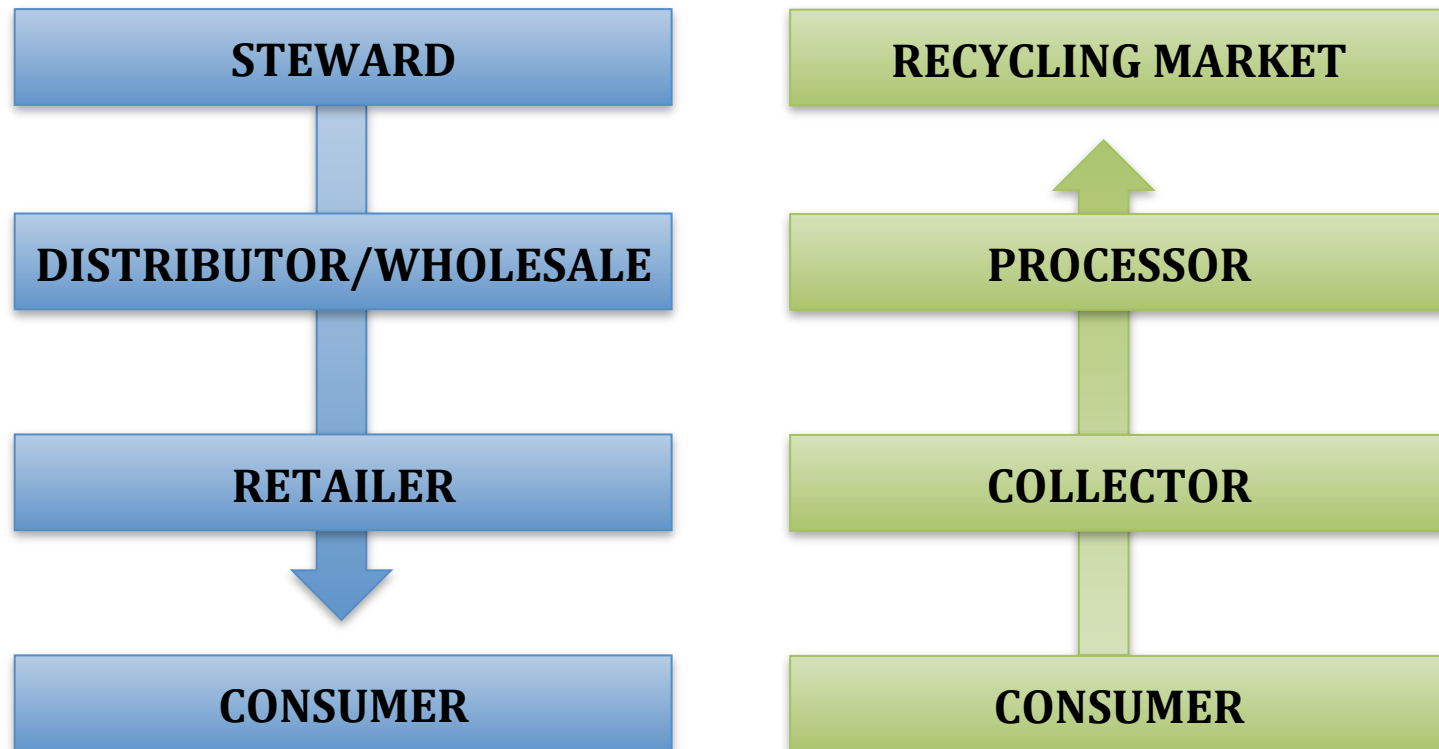 STEWARD
DISTRIBUTOR/WHOLESALE
RETAILER
CONSUMER
RECYCLING MARKET
PROCESSOR
COLLECTOR
CONSUMER